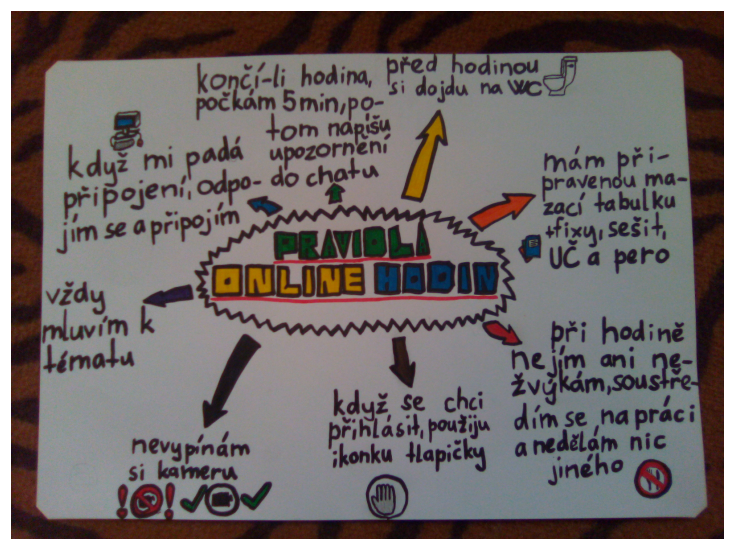 PRAVIDLA
ONLINE HODIN
končí-li hodina,
počkám 5 min, po-
tom napíšu
upozornění
do chatu
před hodinou
si dojdu na WC
mám při-
pravenou ma-
zací tabulku
+fixy, sešit,
UČ a pero
při hodině
nejím ani ne-
žvýkám, soustře-
dím se na práci
a nedělám nic
jiného
když se chci
přihlásit, použiju
ikonku tlapičky
nevypínám
si kameru
vždy
mluvím k
tématu
když mi padá
připojení, odpo-
jím se a připojím